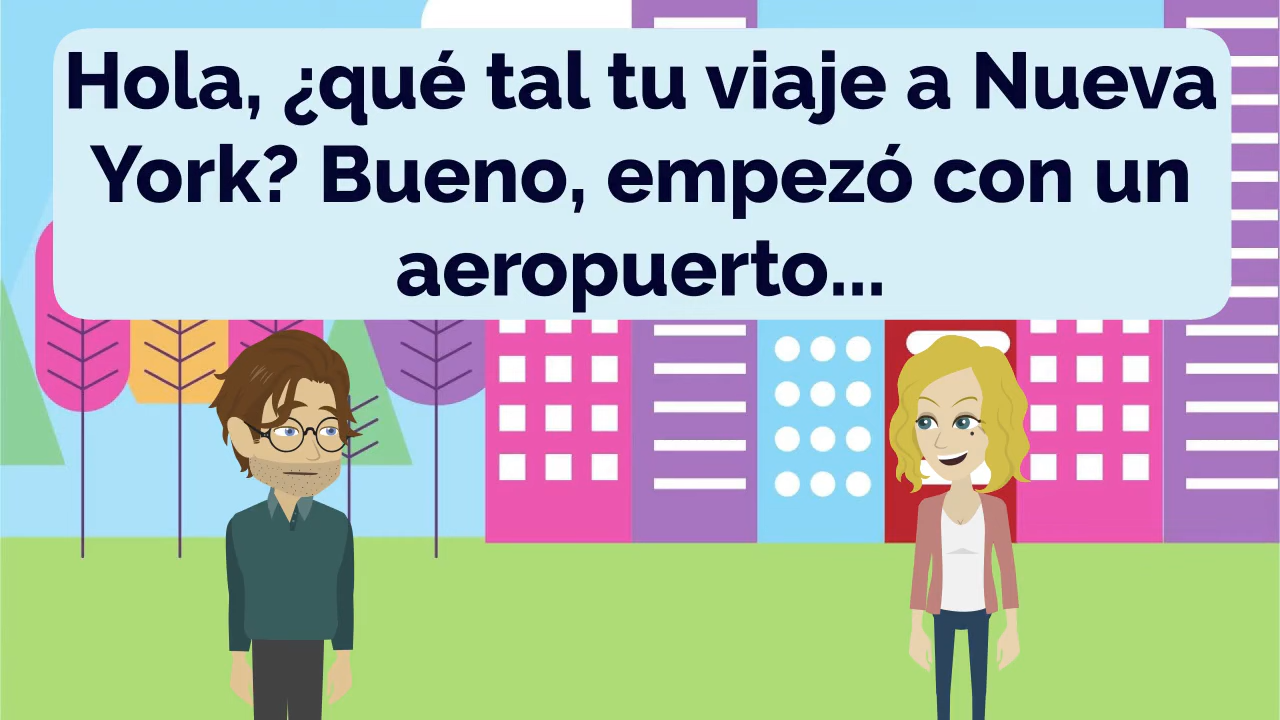 Hola, ¿qué tal tu viaje a Nueva
York? Bueno, empezó con un
aeropuerto...